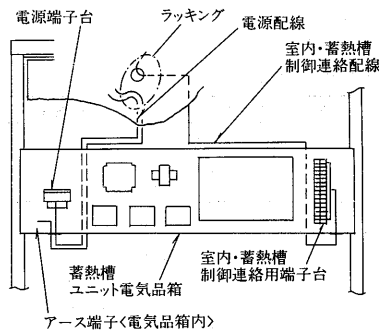 電源端子台
ラッキング
電源配線
室内・蓄熱槽
制御連絡配線
蓄熱槽
ユニット電気品箱
室内・蓄熱槽
制御連絡用端子台
アース端子<電気品箱内>